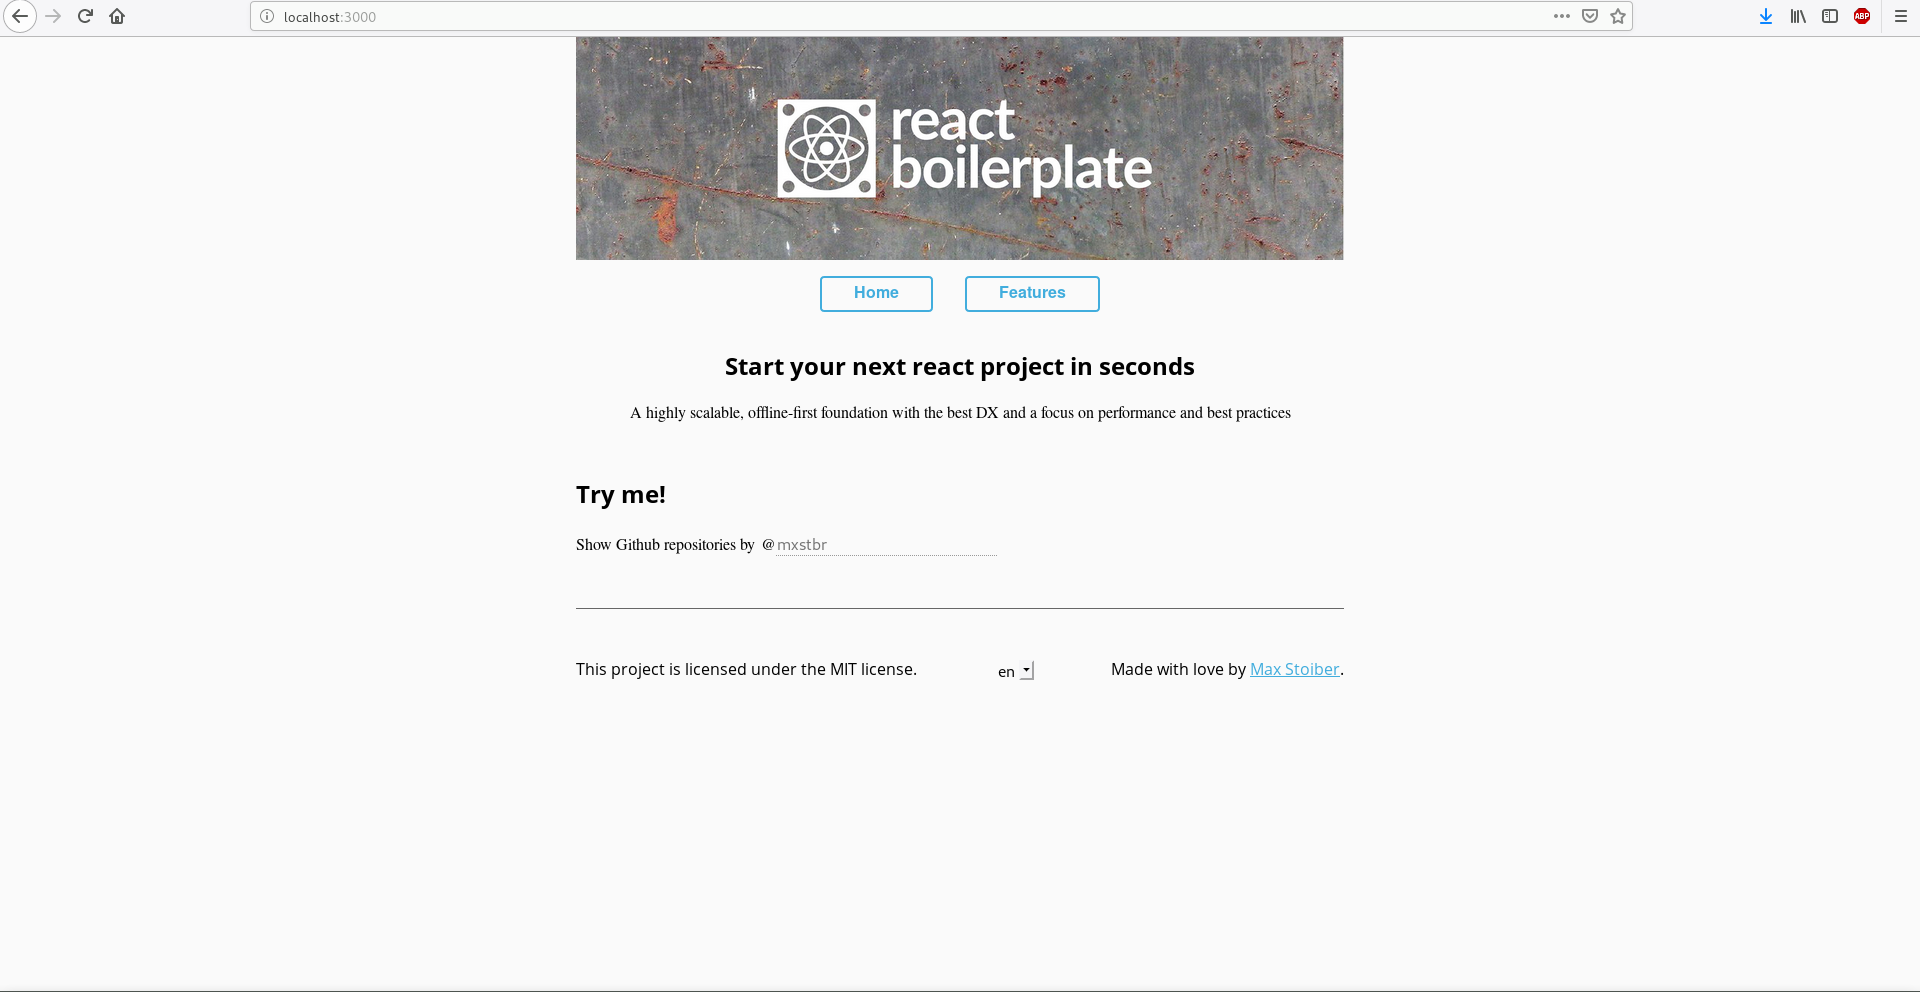 localhost:3000
ABP
react
boilerplate
Home Features
Start your next react project in seconds
A highly scalable, offline-first foundation with the best DX and a focus on performance and best practices
Try me!
Show Github repositories by @mxstbr
This project is licensed under the MIT license. en Made with love by Max Stoiber.